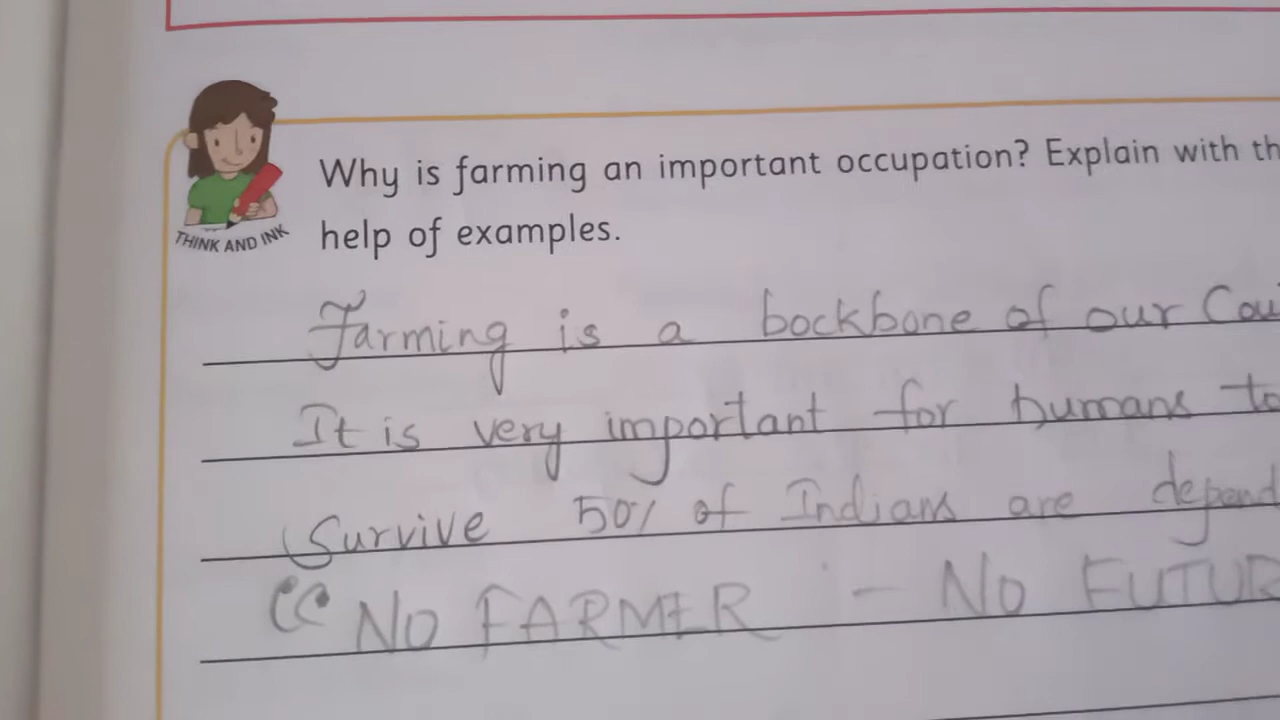 THINK AND INK
Why is farming an important occupation? Explain with th
help of examples.
Farming is a bockbone of our Cou
It is very important for humans to
Survive 50% of Indians are depend
“ NO FARMER – NO FUTUR